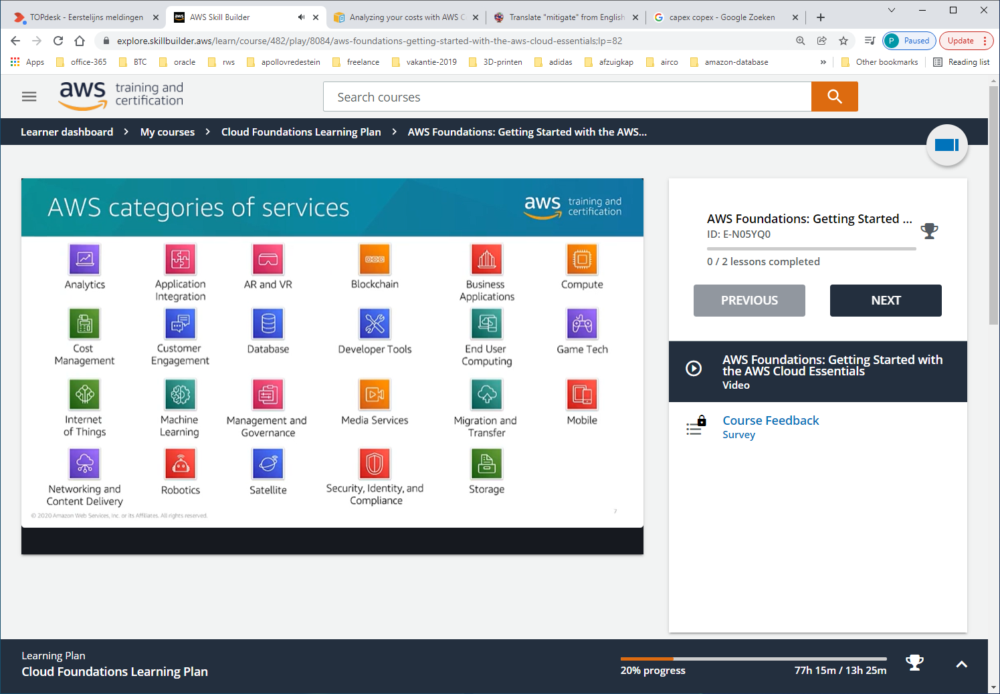 TOPdesk - Eerstelijns meldingen
AWS Skill Builder
Analyzing your costs with AWS C
Translate "mitigate" from English
capex copex - Google Zoeken
explore.skillbuilder.aws/learn/course/482/play/8084/aws-foundations-getting-started-with-the-aws-cloud-essentials;lp=82
P Paused
Update
Apps
office-365
BTC
oracle
rws
apollovredestein
freelance
vakantie-2019
3D-printen
adidas
afzuigkap
airco
amazon-database
»
Other bookmarks
Reading list
aws training and
certification
Search courses
Learner dashboard > My courses > Cloud Foundations Learning Plan > AWS Foundations: Getting Started with the AWS...
AWS categories of services
aws training and
certification
Analytics
Application
Integration
AR and VR
Blockchain
Business
Applications
Compute
Cost
Management
Customer
Engagement
Database
Developer Tools
End User
Computing
Game Tech
Internet
of Things
Machine
Learning
Management and
Governance
Media Services
Migration and
Transfer
Mobile
Networking and
Content Delivery
Robotics
Satellite
Security, Identity, and
Compliance
Storage
© 2020 Amazon Web Services, Inc. or its Affiliates. All rights reserved.
7
AWS Foundations: Getting Started ...
ID: E-N05YQ0
0 / 2 lessons completed
PREVIOUS
NEXT
AWS Foundations: Getting Started with
the AWS Cloud Essentials
Video
Course Feedback
Survey
Learning Plan
Cloud Foundations Learning Plan
20% progress
77h 15m / 13h 25m